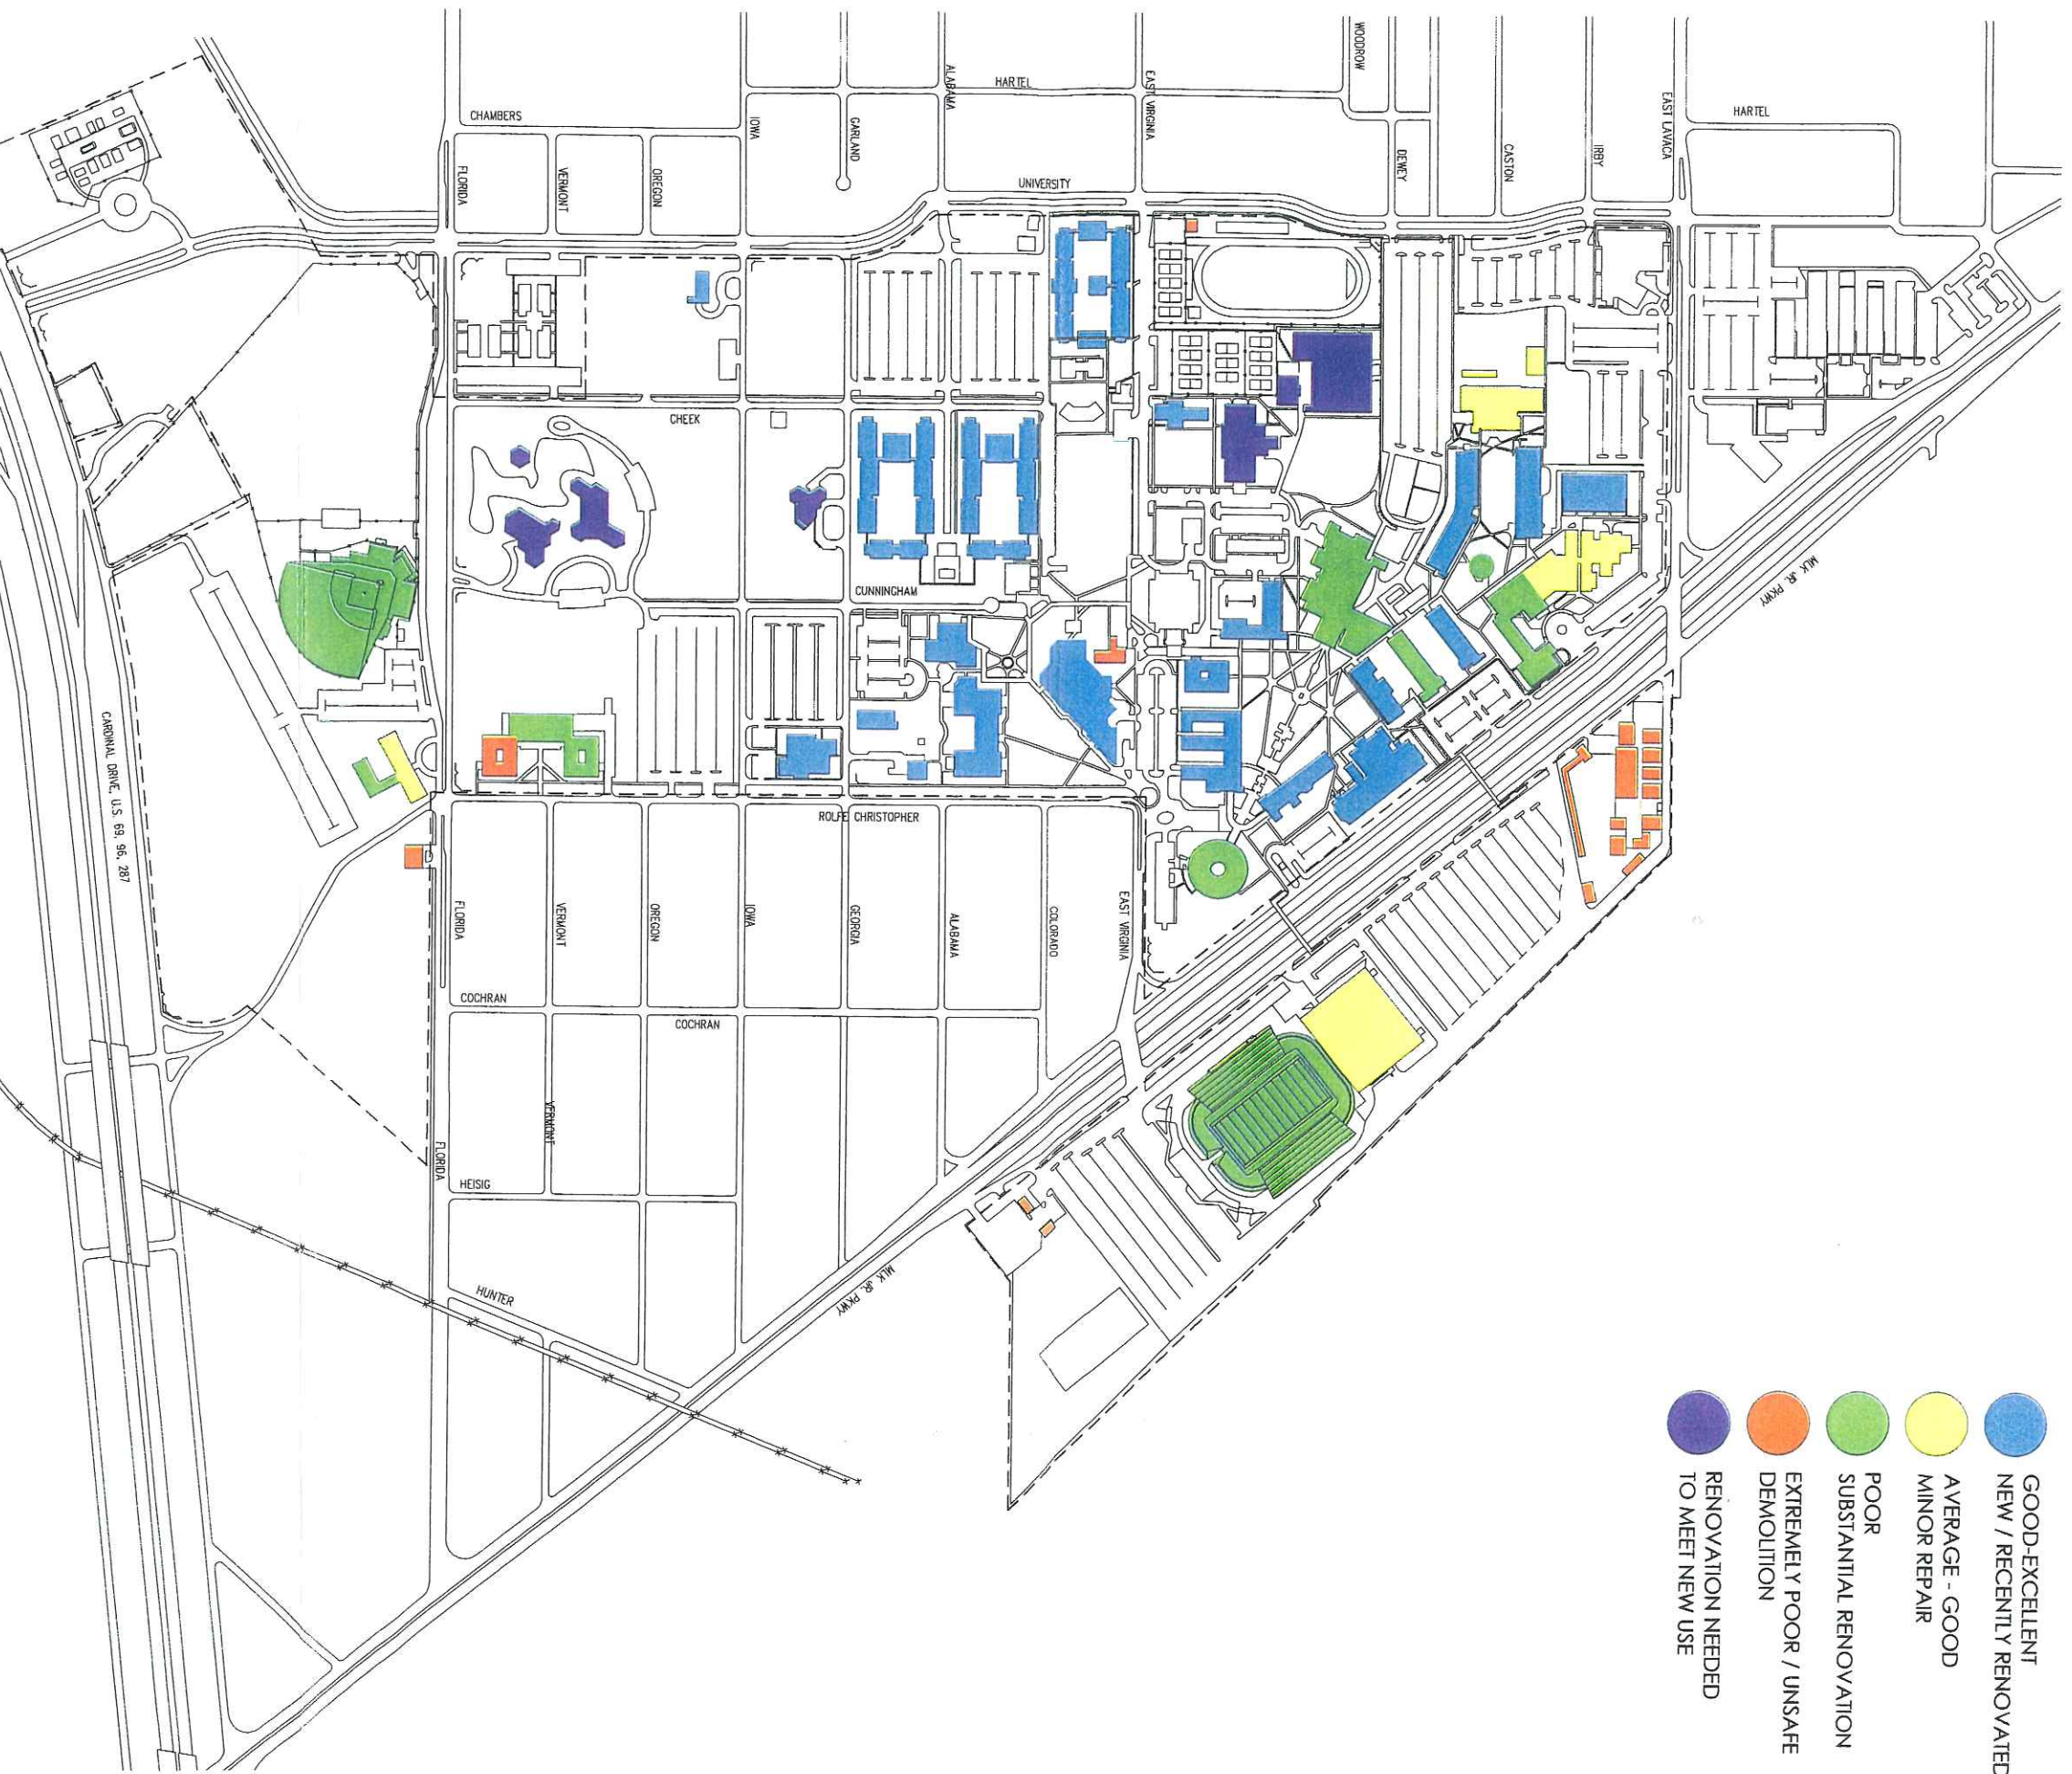 WOODROW
HARTEL
EAST VIRGINIA
ALABAMA
EAST LAVACA
HARTEL
CHAMBERS
IOWA
GARLAND
DEWEY
CASTON
IRBY
FLORIDA
VERMONT
OREGON
UNIVERSITY
CHEEK
CUNNINGHAM
MLK JR. PKWY
CARDINAL DRIVE, U.S. 69, 96, 287
ROLFE CHRISTOPHER
FLORIDA
VERMONT
OREGON
IOWA
GEORGIA
ALABAMA
COLORADO
EAST VIRGINIA
COCHRAN
COCHRAN
VERMONT
FLORIDA
HEISIG
HUNTER
MLK JR. PKWY
GOOD-EXCELLENT
NEW / RECENTLY RENOVATED
AVERAGE - GOOD
MINOR REPAIR
POOR
SUBSTANTIAL RENOVATION
EXTREMELY POOR / UNSAFE
DEMOLITION
RENOVATION NEEDED
TO MEET NEW USE